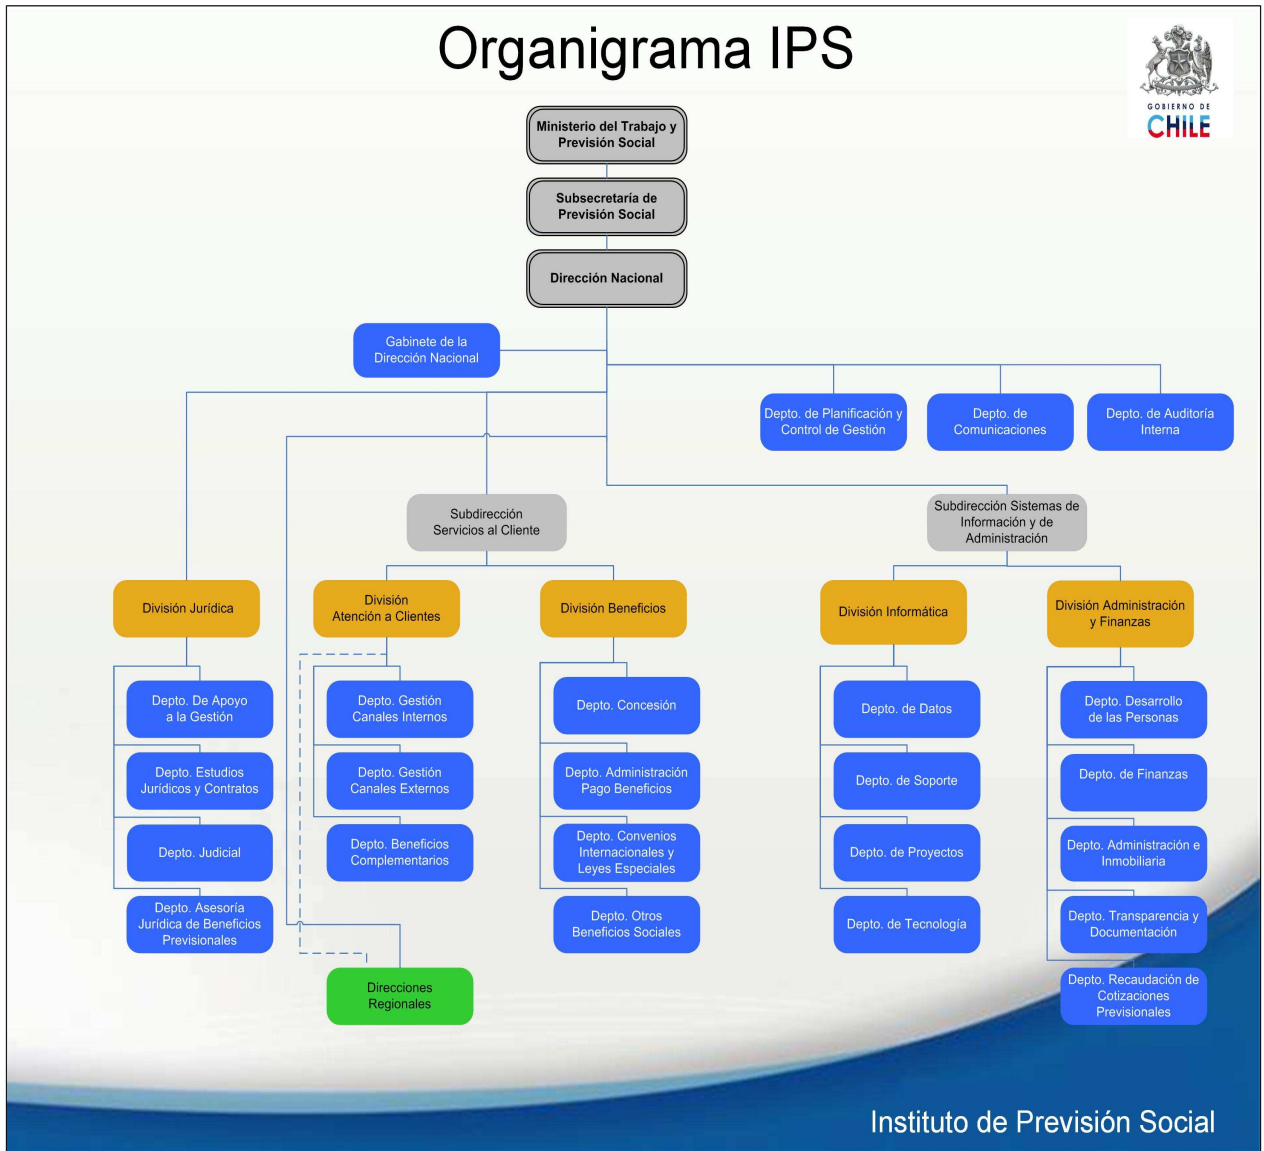 Organigrama IPS
GOBIERNO DE
CHILE
Ministerio del Trabajo y
Previsión Social
Subsecretaría de
Previsión Social
Dirección Nacional
Gabinete de la
Dirección Nacional
Depto. de Planificación y
Control de Gestión
Depto. de
Comunicaciones
Depto. de Auditoría
Interna
Subdirección
Servicios al Cliente
Subdirección Sistemas de
Información y de
Administración
División Jurídica
División
Atención a Clientes
División Beneficios
División Informática
División Administración
y Finanzas
Depto. De Apoyo
a la Gestión
Depto. Estudios
Jurídicos y Contratos
Depto. Judicial
Depto. Asesoría
Jurídica de Beneficios
Previsionales
Depto. Gestión
Canales Internos
Depto. Gestión
Canales Externos
Depto. Beneficios
Complementarios
Direcciones
Regionales
Depto. Concesión
Depto. Administración
Pago Beneficios
Depto. Convenios
Internacionales y
Leyes Especiales
Depto. Otros
Beneficios Sociales
Depto. de Datos
Depto. de Soporte
Depto. de Proyectos
Depto. de Tecnología
Depto. Desarrollo
de las Personas
Depto. de Finanzas
Depto. Administración e
Inmobiliaria
Depto. Transparencia y
Documentación
Depto. Recaudación de
Cotizaciones
Previsionales
Instituto de Previsión Social